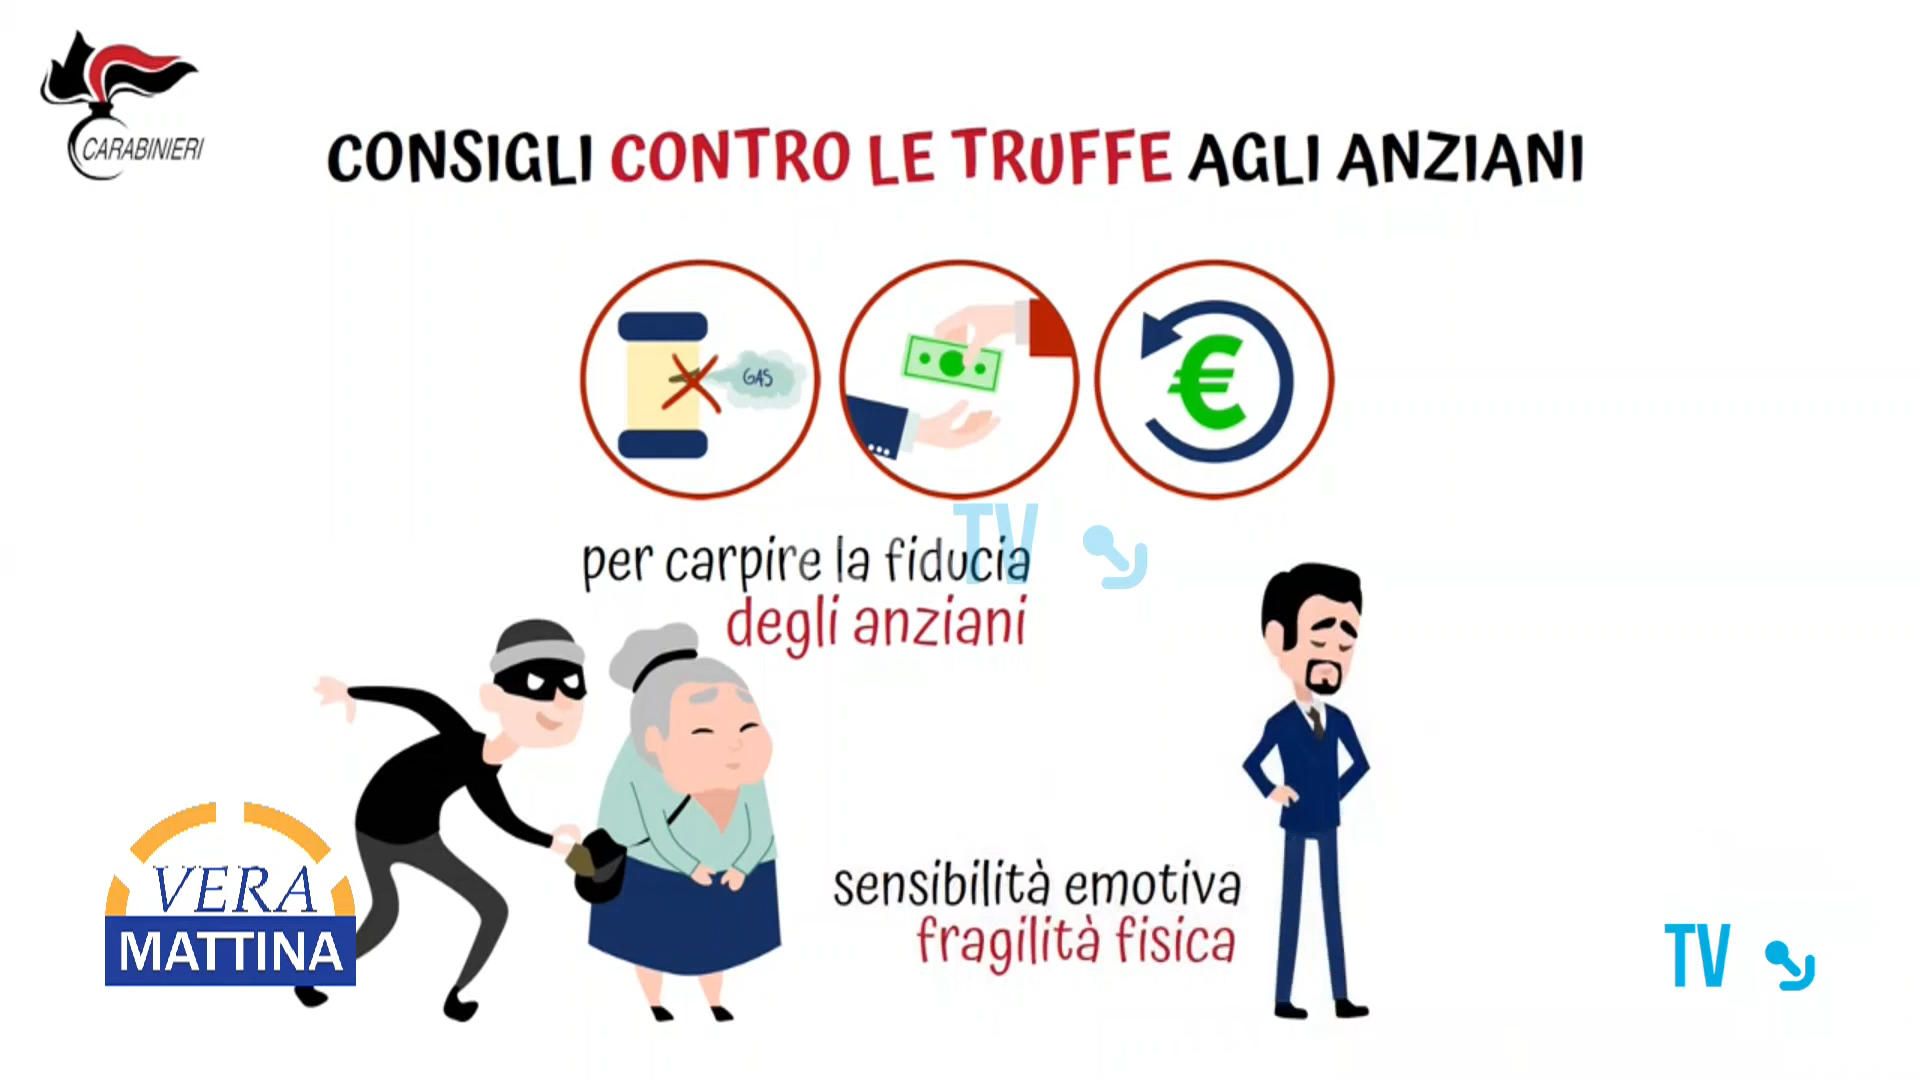 CARABINIERI
CONSIGLI CONTRO LE TRUFFE AGLI ANZIANI
GAS
€
per carpire la fiducia
degli anziani
TV
sensibilità emotiva
fragilità fisica
VERA
MATTINA
TV